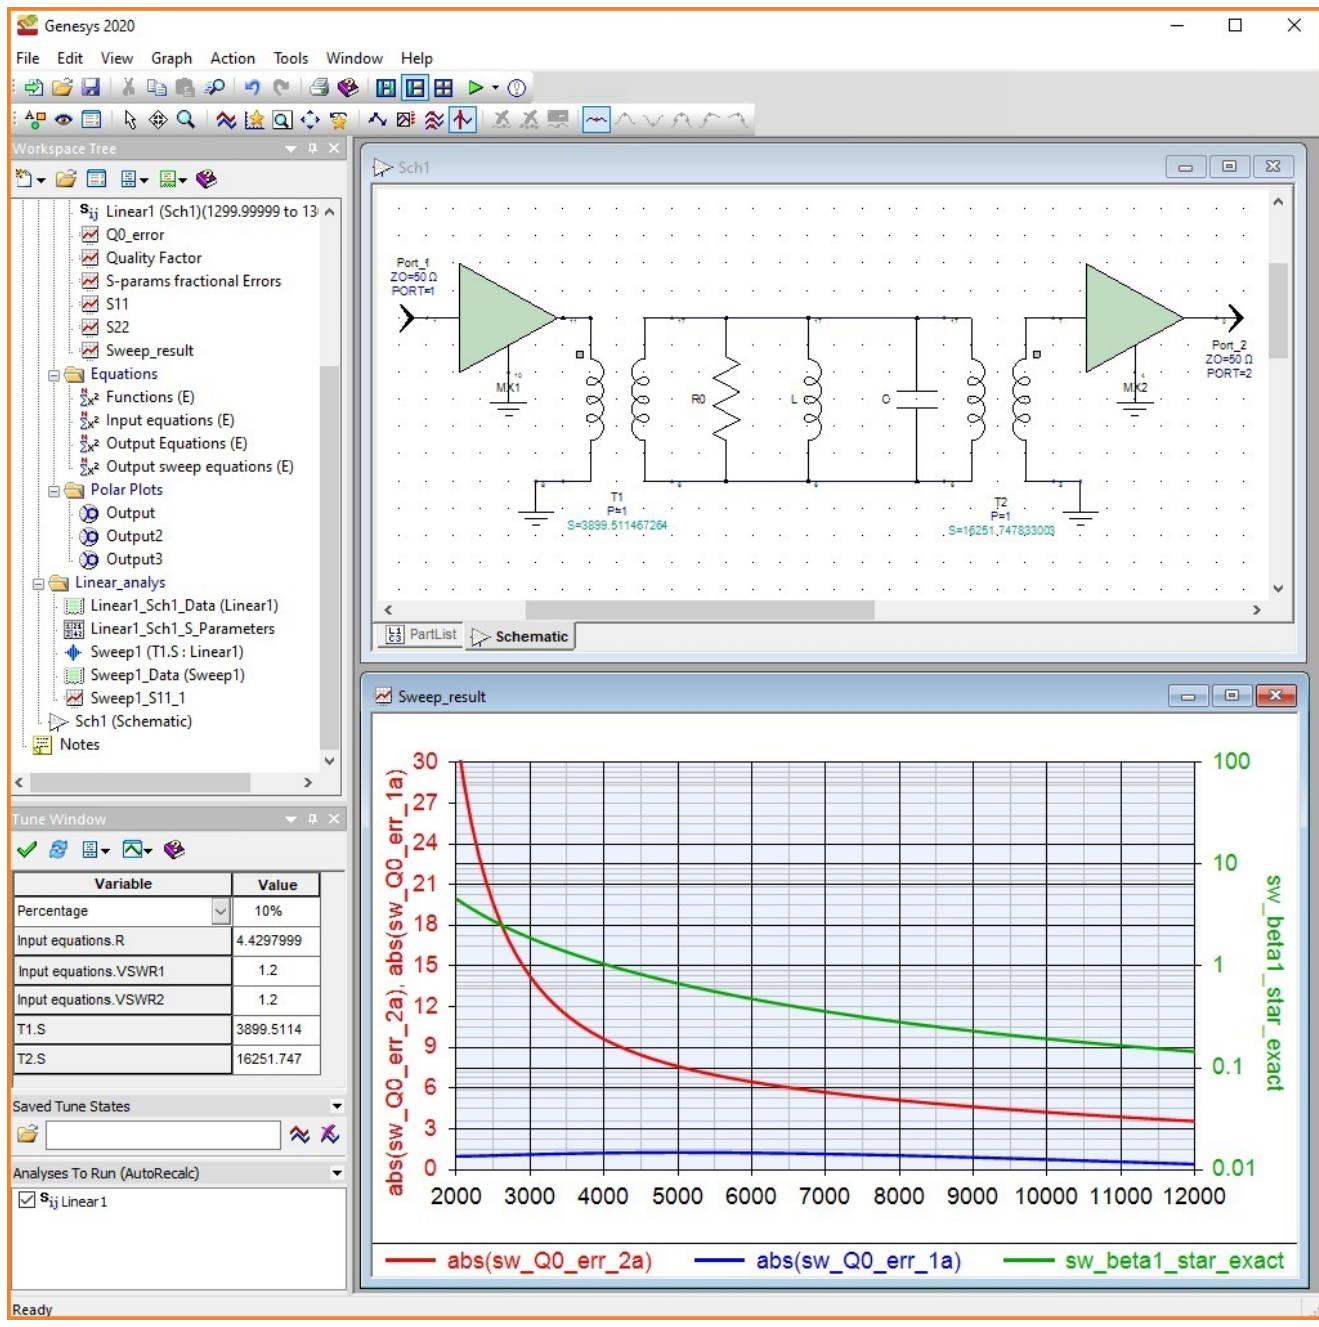 Genesys 2020
File Edit View Graph Action Tools Window Help
Workspace Tree
Sij Linear1 (Sch1)(1299.99999 to 13
Q0_error
Quality Factor
S-params fractional Errors
S11
S22
Sweep_result
Equations
Functions (E)
Input equations (E)
Output Equations (E)
Output sweep equations (E)
Polar Plots
Output
Output2
Output3
Linear_analys
Linear1_Sch1_Data (Linear1)
Linear1_Sch1_S_Parameters
Sweep1 (T1.S : Linear1)
Sweep1_Data (Sweep1)
Sweep1_S11_1
Sch1 (Schematic)
Notes
Tune Window
Variable Value
Percentage 10%
Input equations.R 4.4297999
Input equations.VSWR1 1.2
Input equations.VSWR2 1.2
T1.S 3899.5114
T2.S 16251.747
Saved Tune States
Analyses To Run (AutoRecalc)
Sij Linear1
Ready
Sch1
Port_1
ZO=50 Ω
PORT=1
MX1
R0
L
C
T1
P=1
S=3899.511467264
T2
P=1
S=16251.747833003
MX2
Port_2
ZO=50 Ω
PORT=2
PartList
Schematic
Sweep_result
abs(sw_Q0_err_2a), abs(sw_Q0_err_1a)
30
27
24
21
18
15
12
9
6
3
0
100
10
1
0.1
0.01
sw_beta1_star_exact
2000 3000 4000 5000 6000 7000 8000 9000 10000 11000 12000
abs(sw_Q0_err_2a) abs(sw_Q0_err_1a) sw_beta1_star_exact